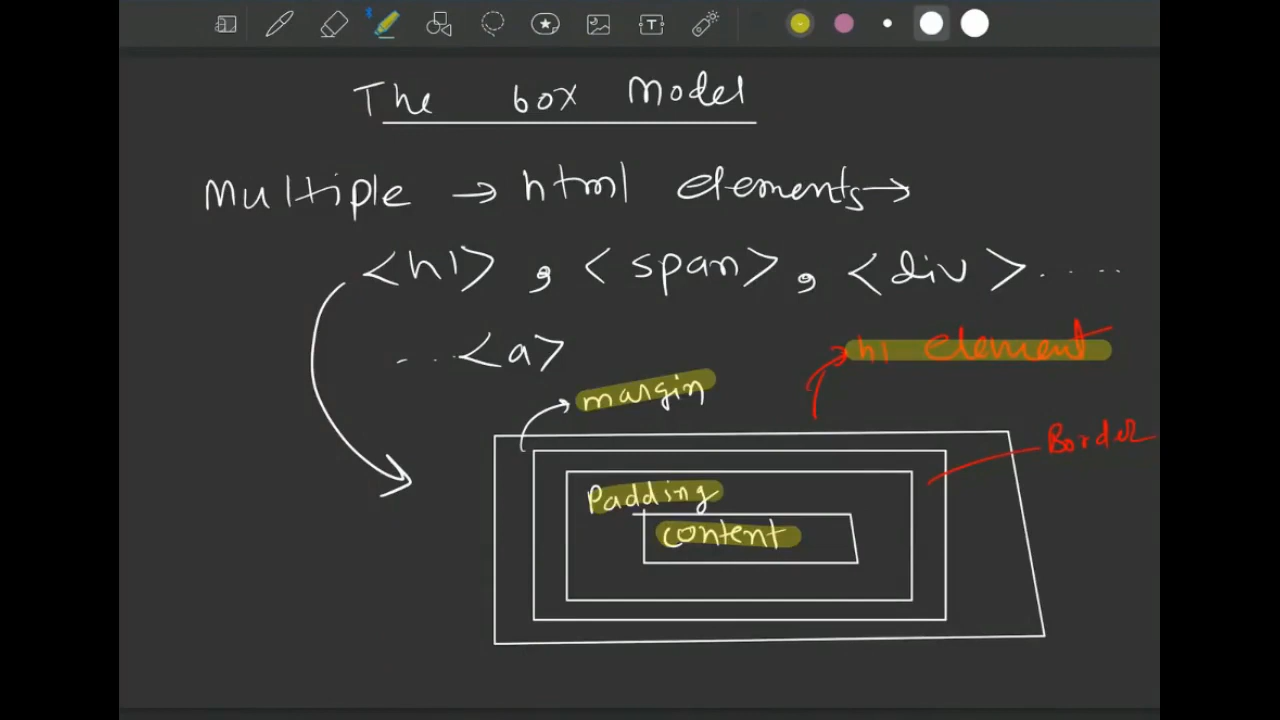 The box Model
Multiple → html elements →
<h1> , <span> , <div> .....
....<a>
h1 element
margin
Border
Padding
content